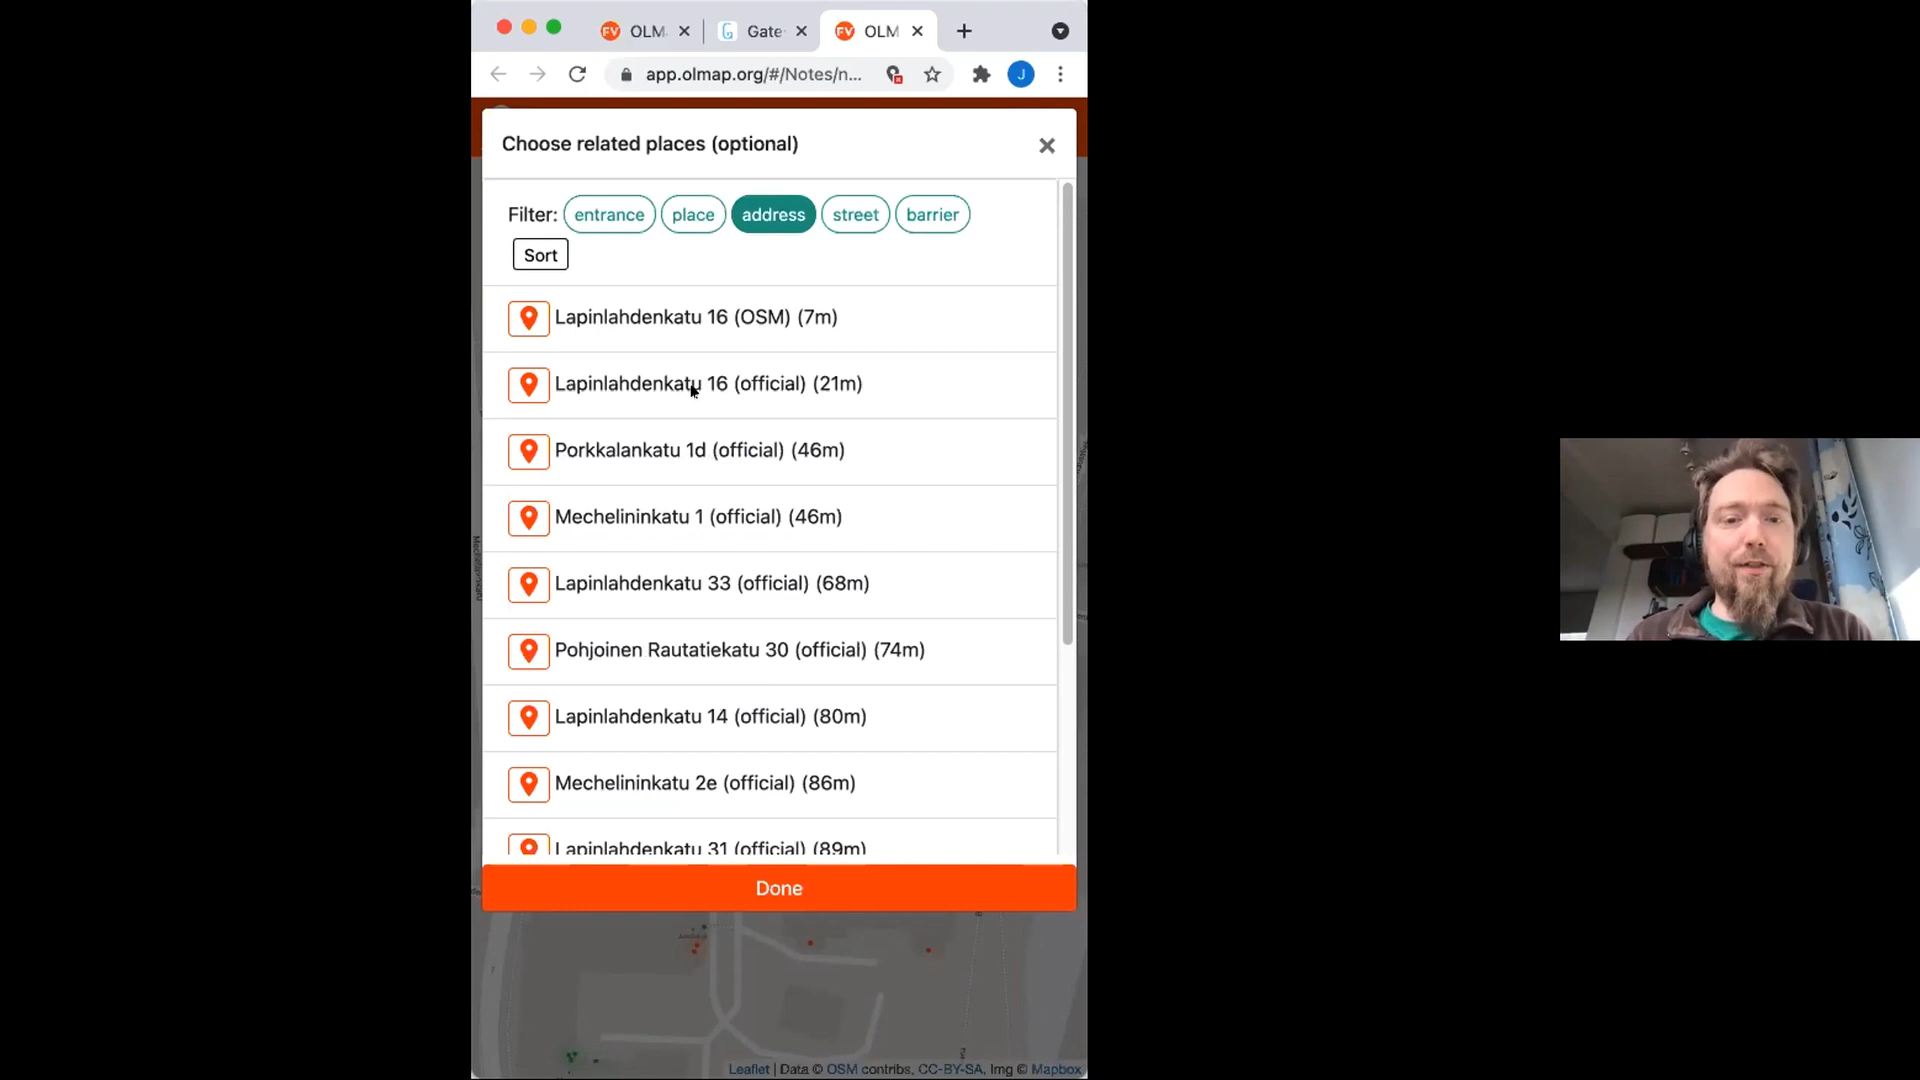 OLM
Gate
OLM
app.olmap.org/#/Notes/n...
J
Choose related places (optional)
Filter: entrance place address street barrier
Sort
Lapinlahdenkatu 16 (OSM) (7m)
Lapinlahdenkatu 16 (official) (21m)
Porkkalankatu 1d (official) (46m)
Mechelininkatu 1 (official) (46m)
Lapinlahdenkatu 33 (official) (68m)
Pohjoinen Rautatiekatu 30 (official) (74m)
Lapinlahdenkatu 14 (official) (80m)
Mechelininkatu 2e (official) (86m)
Lapinlahdenkatu 31 (official) (89m)
Done
Leaflet | Data © OSM contribs, CC-BY-SA, Img © Mapbox